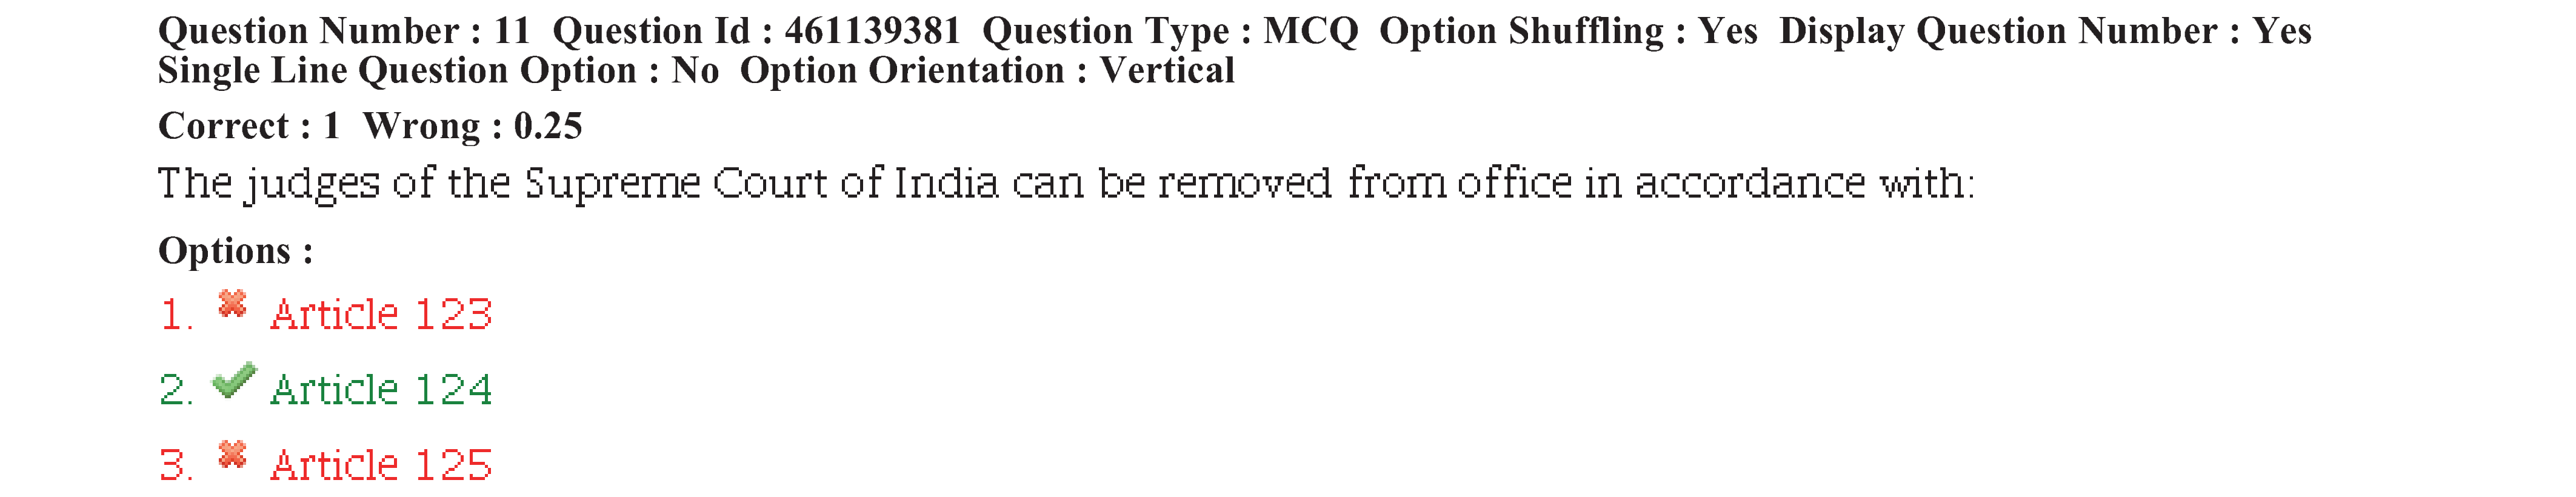 Question Number : 11 Question Id : 461139381 Question Type : MCQ Option Shuffling : Yes Display Question Number : Yes
Single Line Question Option : No Option Orientation : Vertical
Correct : 1 Wrong : 0.25
The judges of the Supreme Court of India can be removed from office in accordance with:
Options :
1. Article 123
2. Article 124
3. Article 125